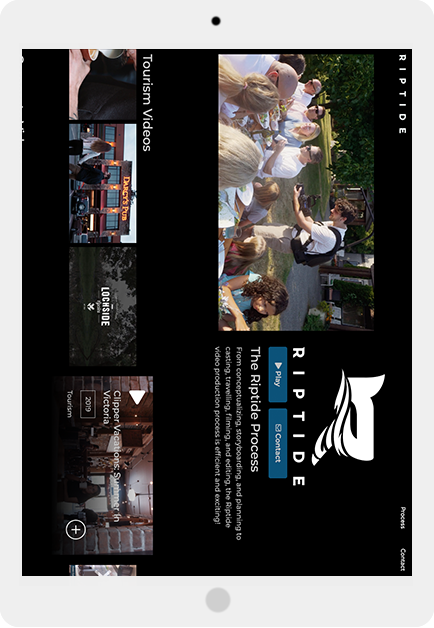 RIPTIDE
Process
Contact
RIPTIDE
Play
Contact
The Riptide Process
From conceptualizing, storyboarding, and planning to
casting, travelling, filming, and editing, the Riptide
video production process is efficient and exciting!
Tourism Videos
DARCY'S PUB
LOCHSIDE
Clipper Vacations: Summer in
Victoria
2019
Tourism